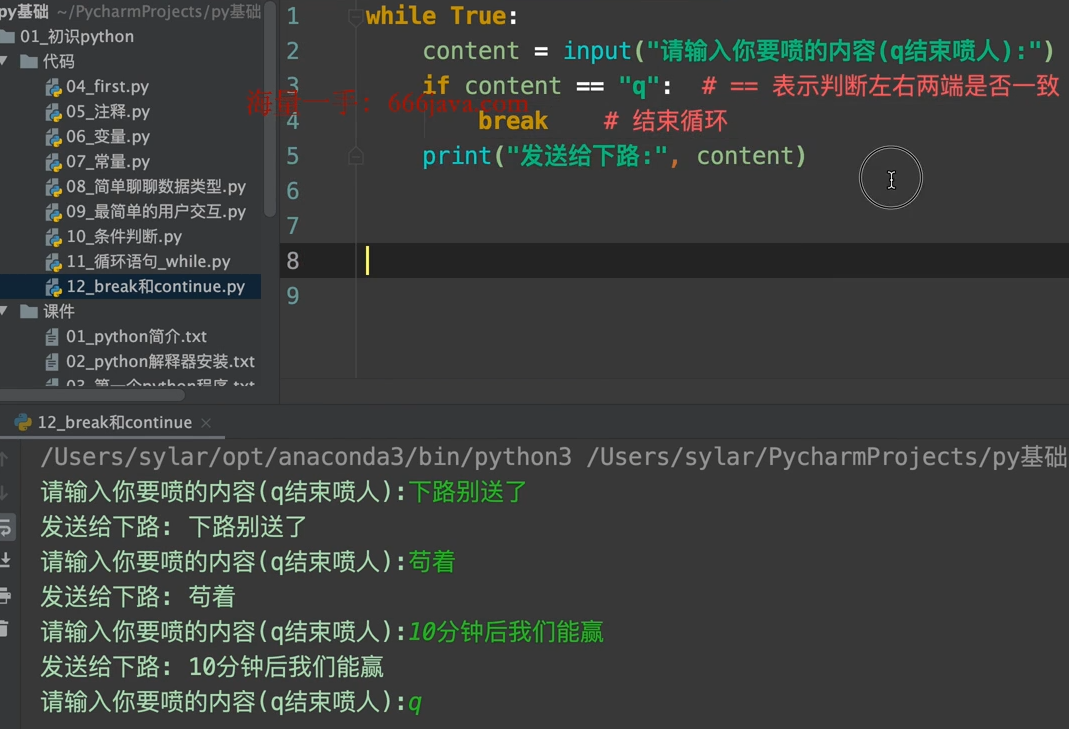 py基础 ~/PycharmProjects/py基础
01_初识python
代码
04_first.py
05_注释.py
06_变量.py
07_常量.py
08_简单聊聊数据类型.py
09_最简单的用户交互.py
10_条件判断.py
11_循环语句_while.py
12_break和continue.py
课件
01_python简介.txt
02_python解释器安装.txt
03_第一个python程序.txt
1 while True:
2 content = input("请输入你要喷的内容(q结束喷人):")
3 if content == "q": # == 表示判断左右两端是否一致
海量一手：666java.com
4 break # 结束循环
5 print("发送给下路:", content)
6
7
8
9
12_break和continue ×
/Users/sylar/opt/anaconda3/bin/python3 /Users/sylar/PycharmProjects/py基础
请输入你要喷的内容(q结束喷人):下路别送了
发送给下路: 下路别送了
请输入你要喷的内容(q结束喷人):苟着
发送给下路: 苟着
请输入你要喷的内容(q结束喷人):10分钟后我们能赢
发送给下路: 10分钟后我们能赢
请输入你要喷的内容(q结束喷人):q